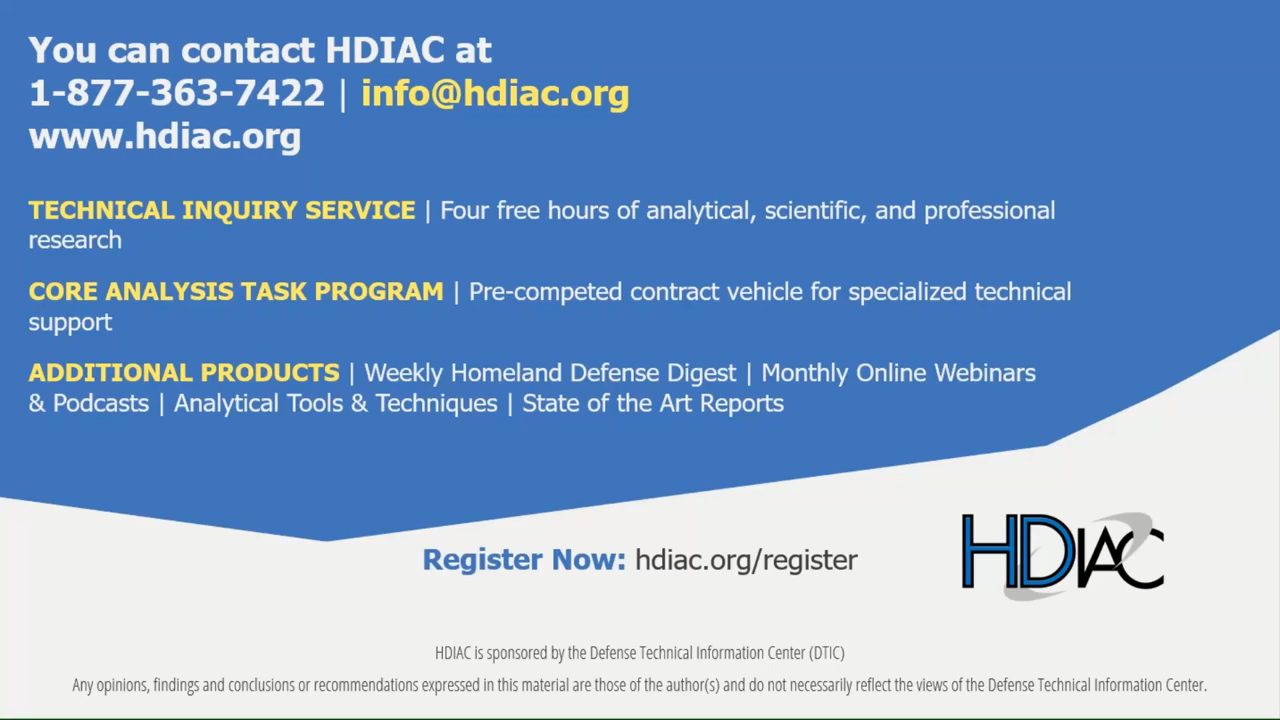 You can contact HDIAC at
1-877-363-7422 | info@hdiac.org
www.hdiac.org
TECHNICAL INQUIRY SERVICE | Four free hours of analytical, scientific, and professional
research
CORE ANALYSIS TASK PROGRAM | Pre-competed contract vehicle for specialized technical
support
ADDITIONAL PRODUCTS | Weekly Homeland Defense Digest | Monthly Online Webinars
& Podcasts | Analytical Tools & Techniques | State of the Art Reports
Register Now: hdiac.org/register
HDIAC
HDIAC is sponsored by the Defense Technical Information Center (DTIC)
Any opinions, findings and conclusions or recommendations expressed in this material are those of the author(s) and do not necessarily reflect the views of the Defense Technical Information Center.